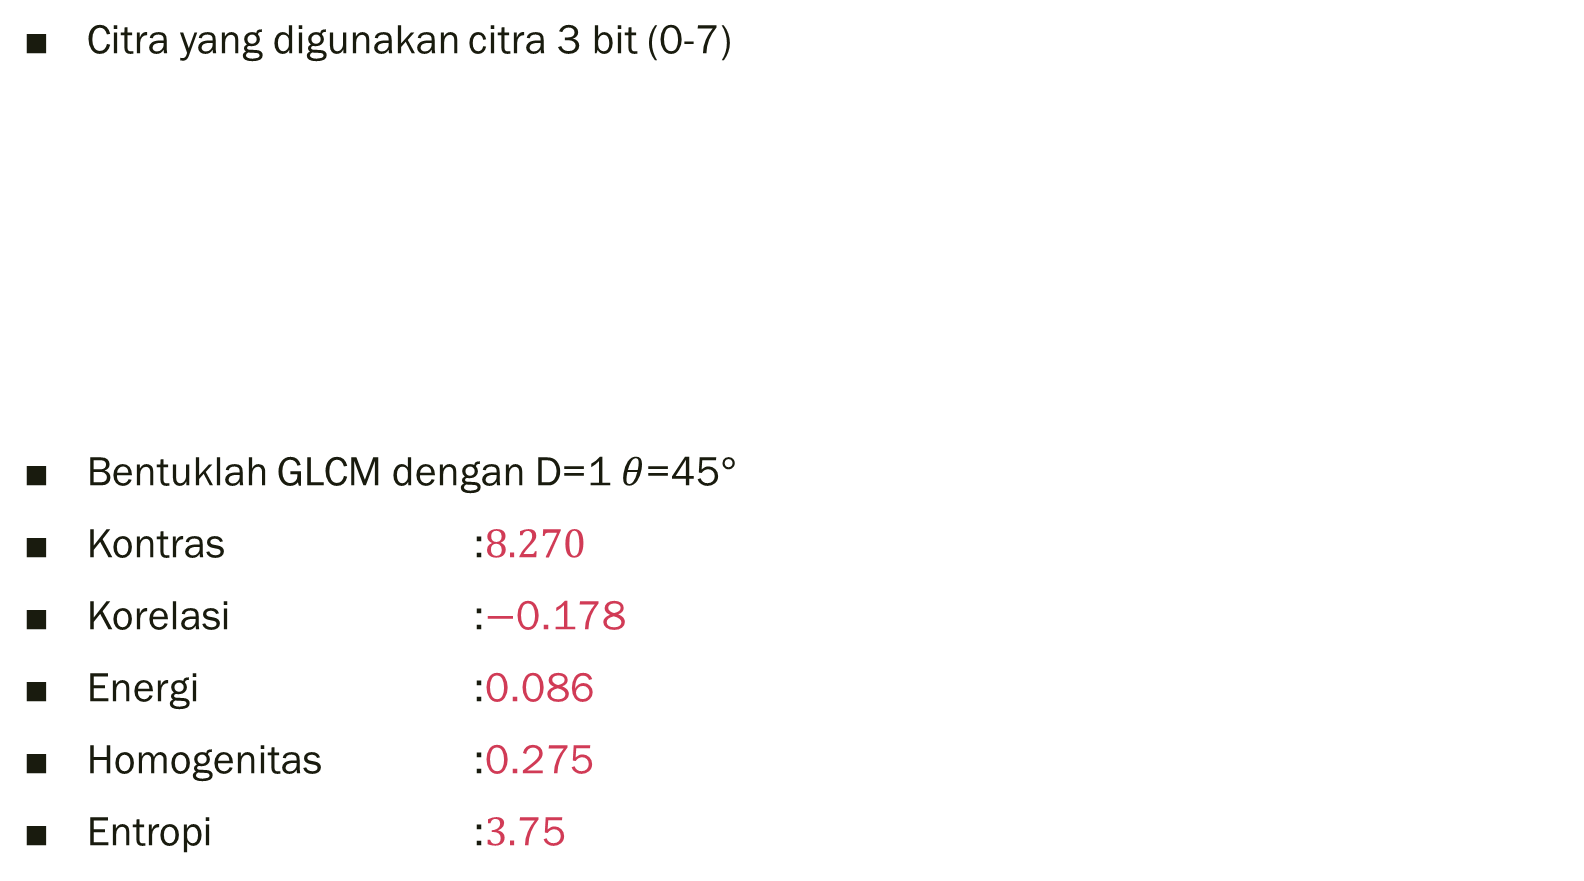 ▪ Citra yang digunakan citra 3 bit (0-7)
▪ Bentuklah GLCM dengan D=1 θ=45°
▪ Kontras :8.270
▪ Korelasi :−0.178
▪ Energi :0.086
▪ Homogenitas :0.275
▪ Entropi :3.75